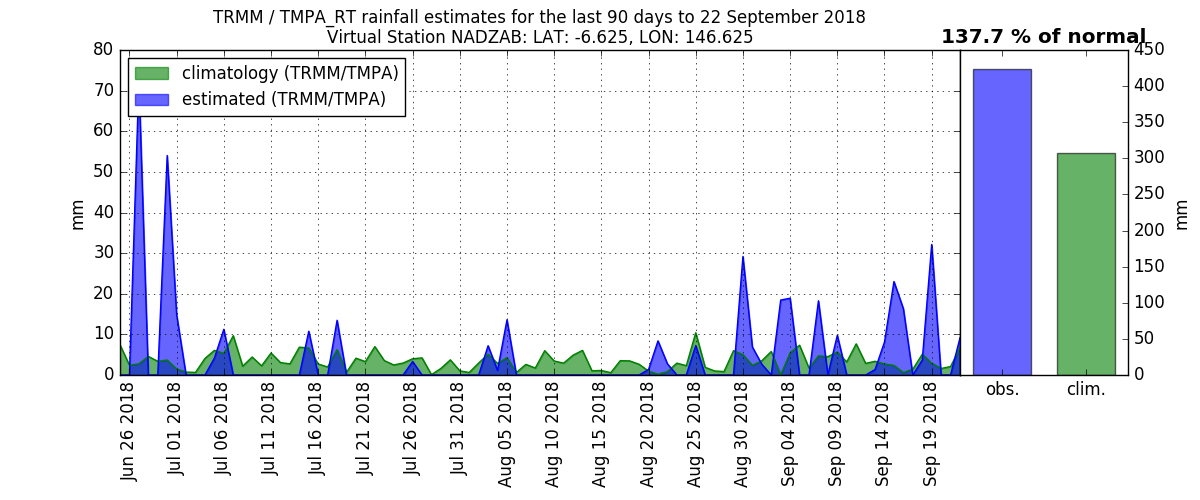 TRMM / TMPA_RT rainfall estimates for the last 90 days to 22 September 2018
Virtual Station NADZAB: LAT: -6.625, LON: 146.625
137.7 % of normal
climatology (TRMM/TMPA)
estimated (TRMM/TMPA)
80
70
60
50
40
30
20
10
0
mm
Jun 26 2018
Jul 01 2018
Jul 06 2018
Jul 11 2018
Jul 16 2018
Jul 21 2018
Jul 26 2018
Jul 31 2018
Aug 05 2018
Aug 10 2018
Aug 15 2018
Aug 20 2018
Aug 25 2018
Aug 30 2018
Sep 04 2018
Sep 09 2018
Sep 14 2018
Sep 19 2018
obs.
clim.
450
400
350
300
250
200
150
100
50
0
mm